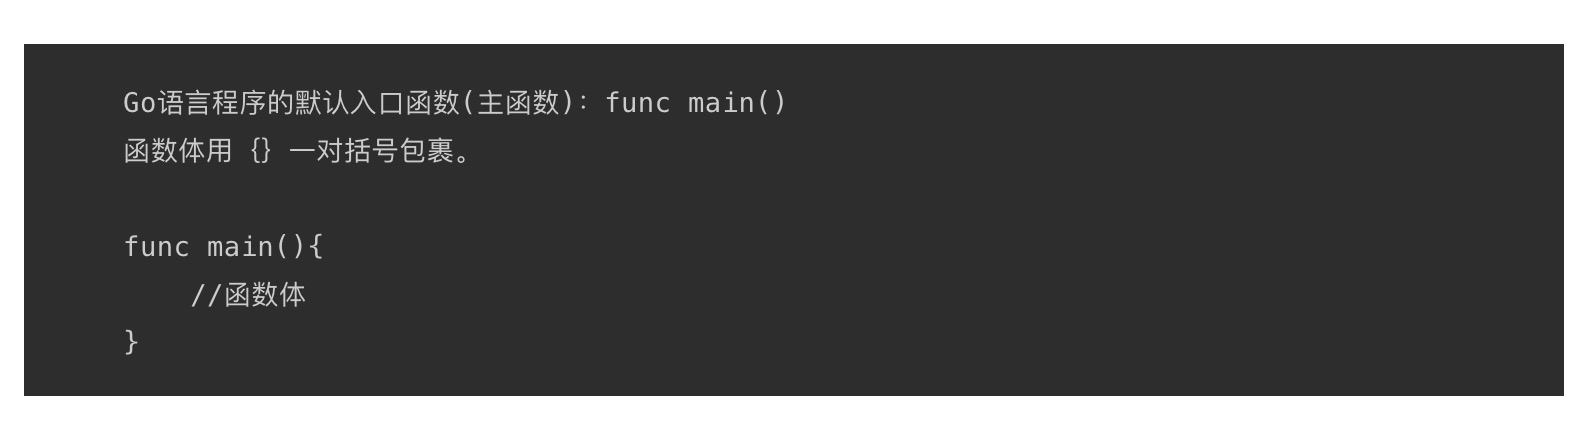 Go语言程序的默认入口函数(主函数)：func main()
函数体用 {} 一对括号包裹。
func main(){
    //函数体
}